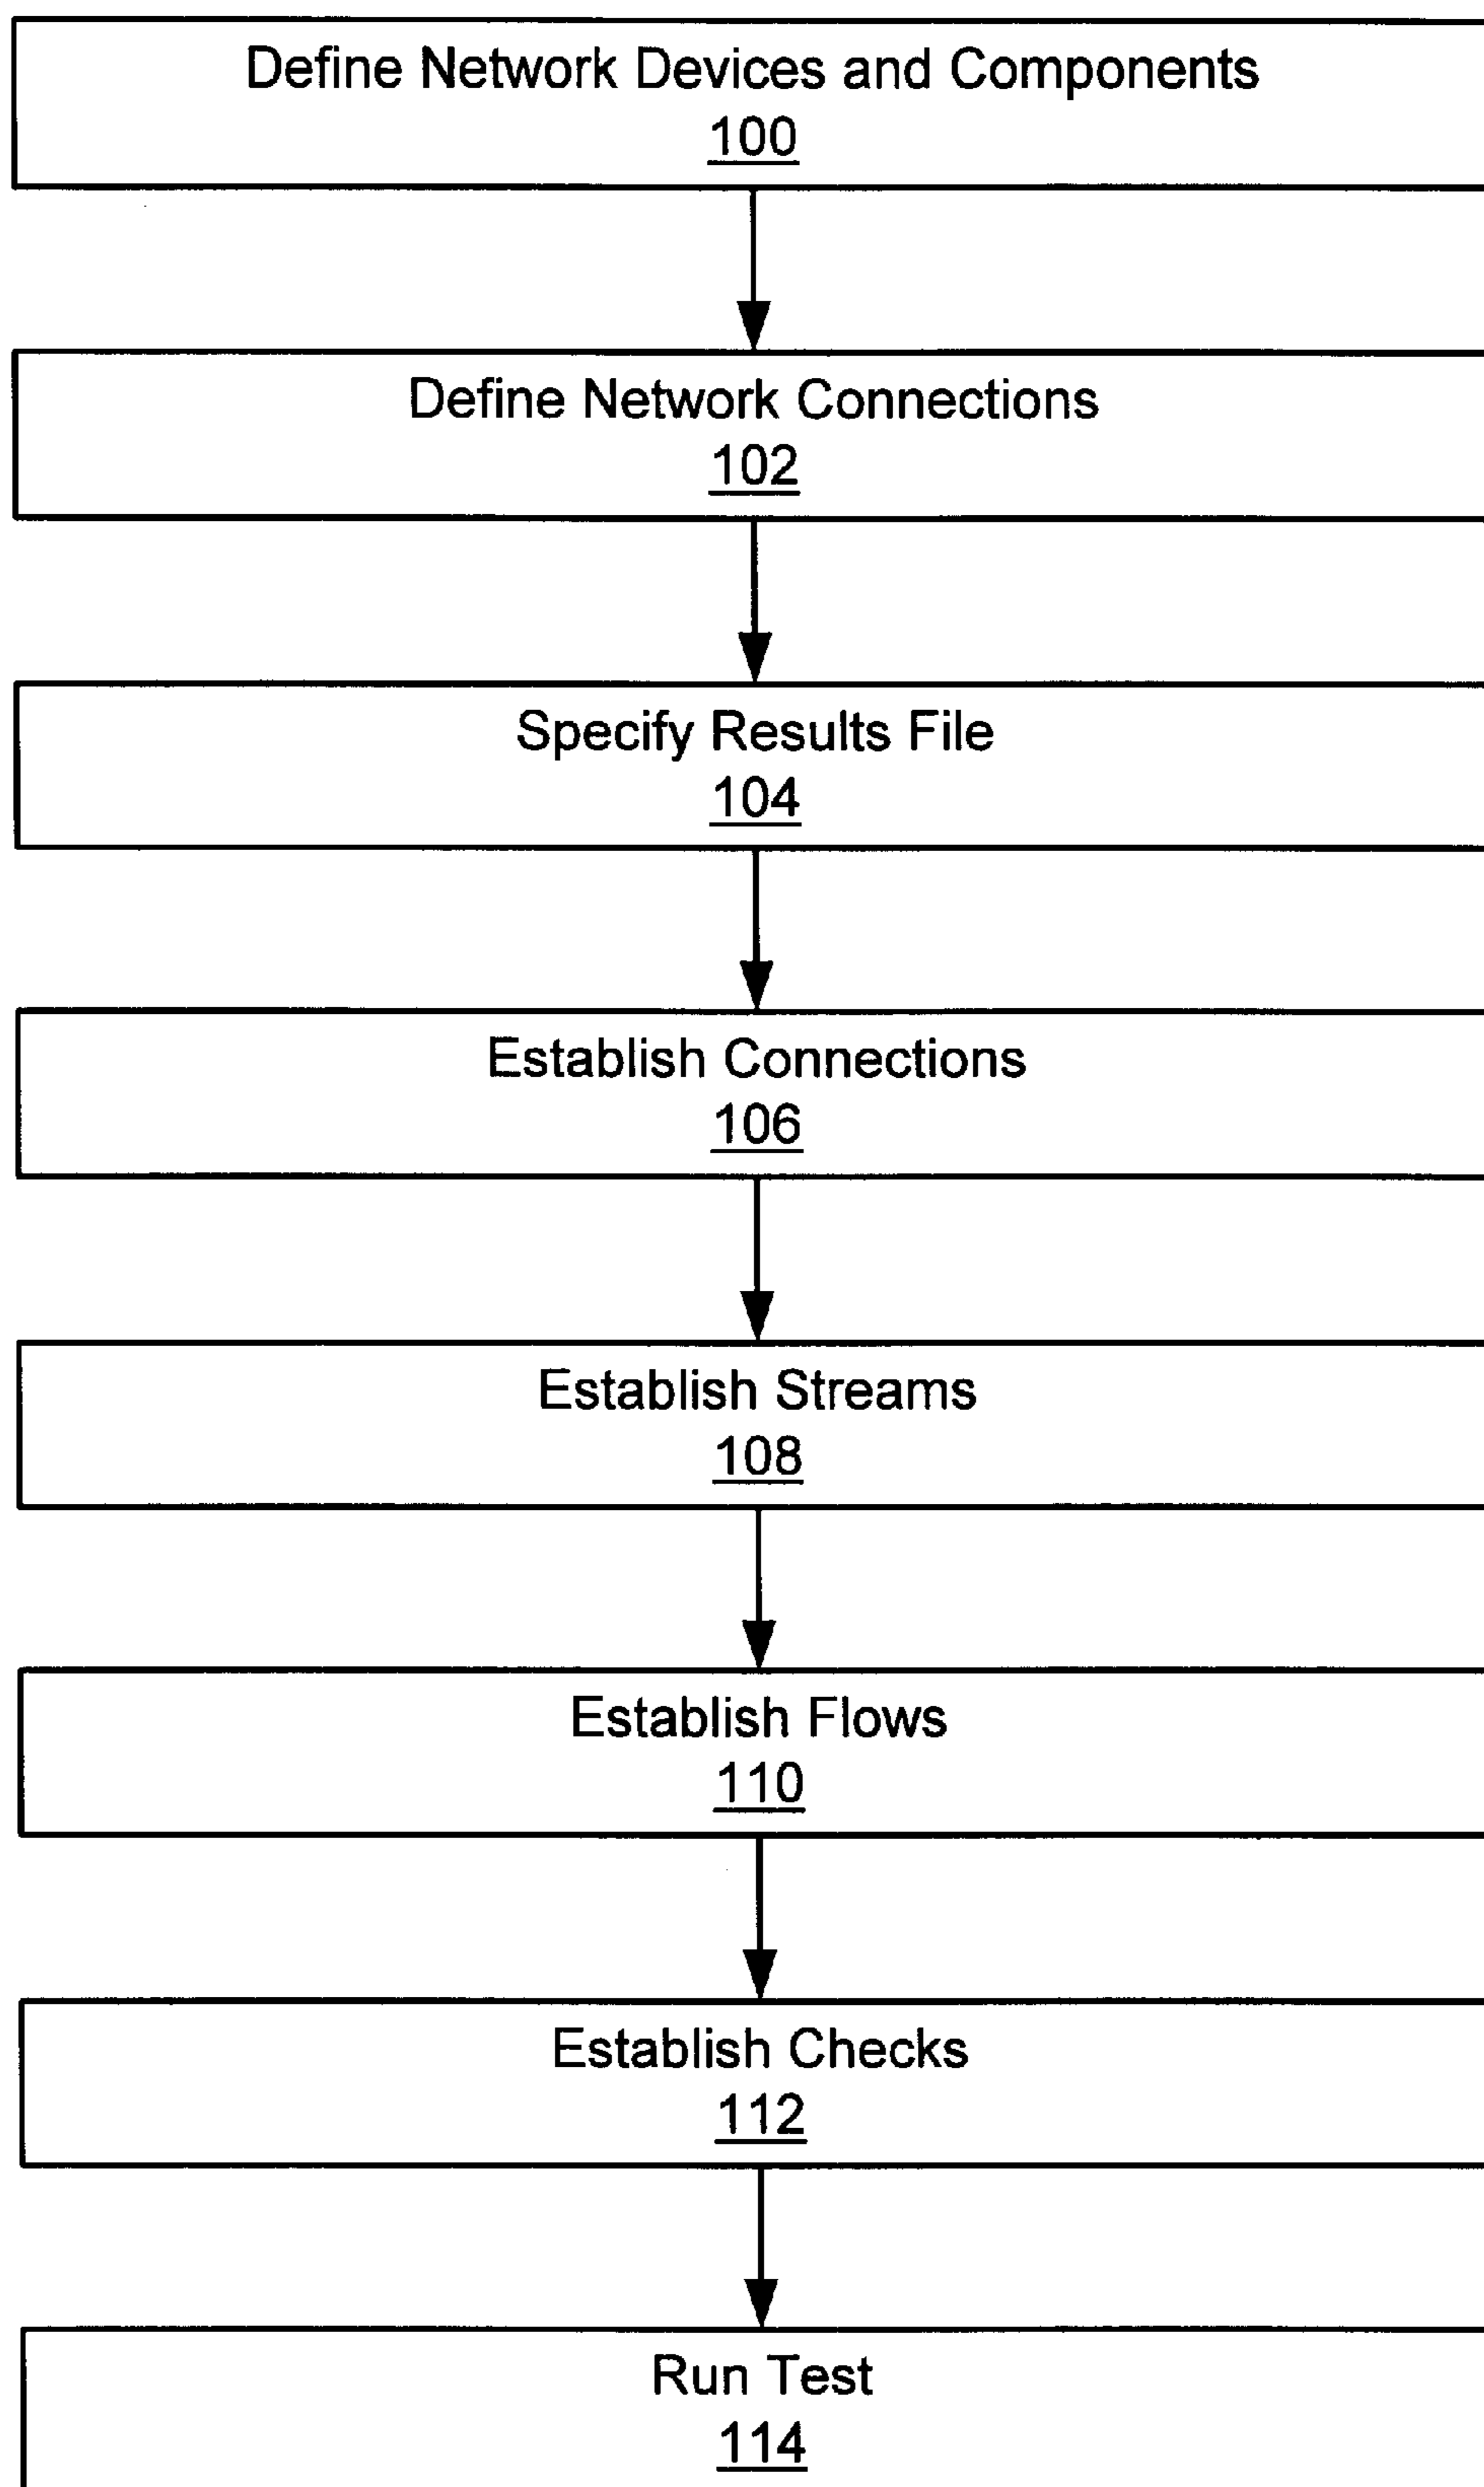 Define Network Devices and Components
100
Define Network Connections
102
Specify Results File
104
Establish Connections
106
Establish Streams
108
Establish Flows
110
Establish Checks
112
Run Test
114